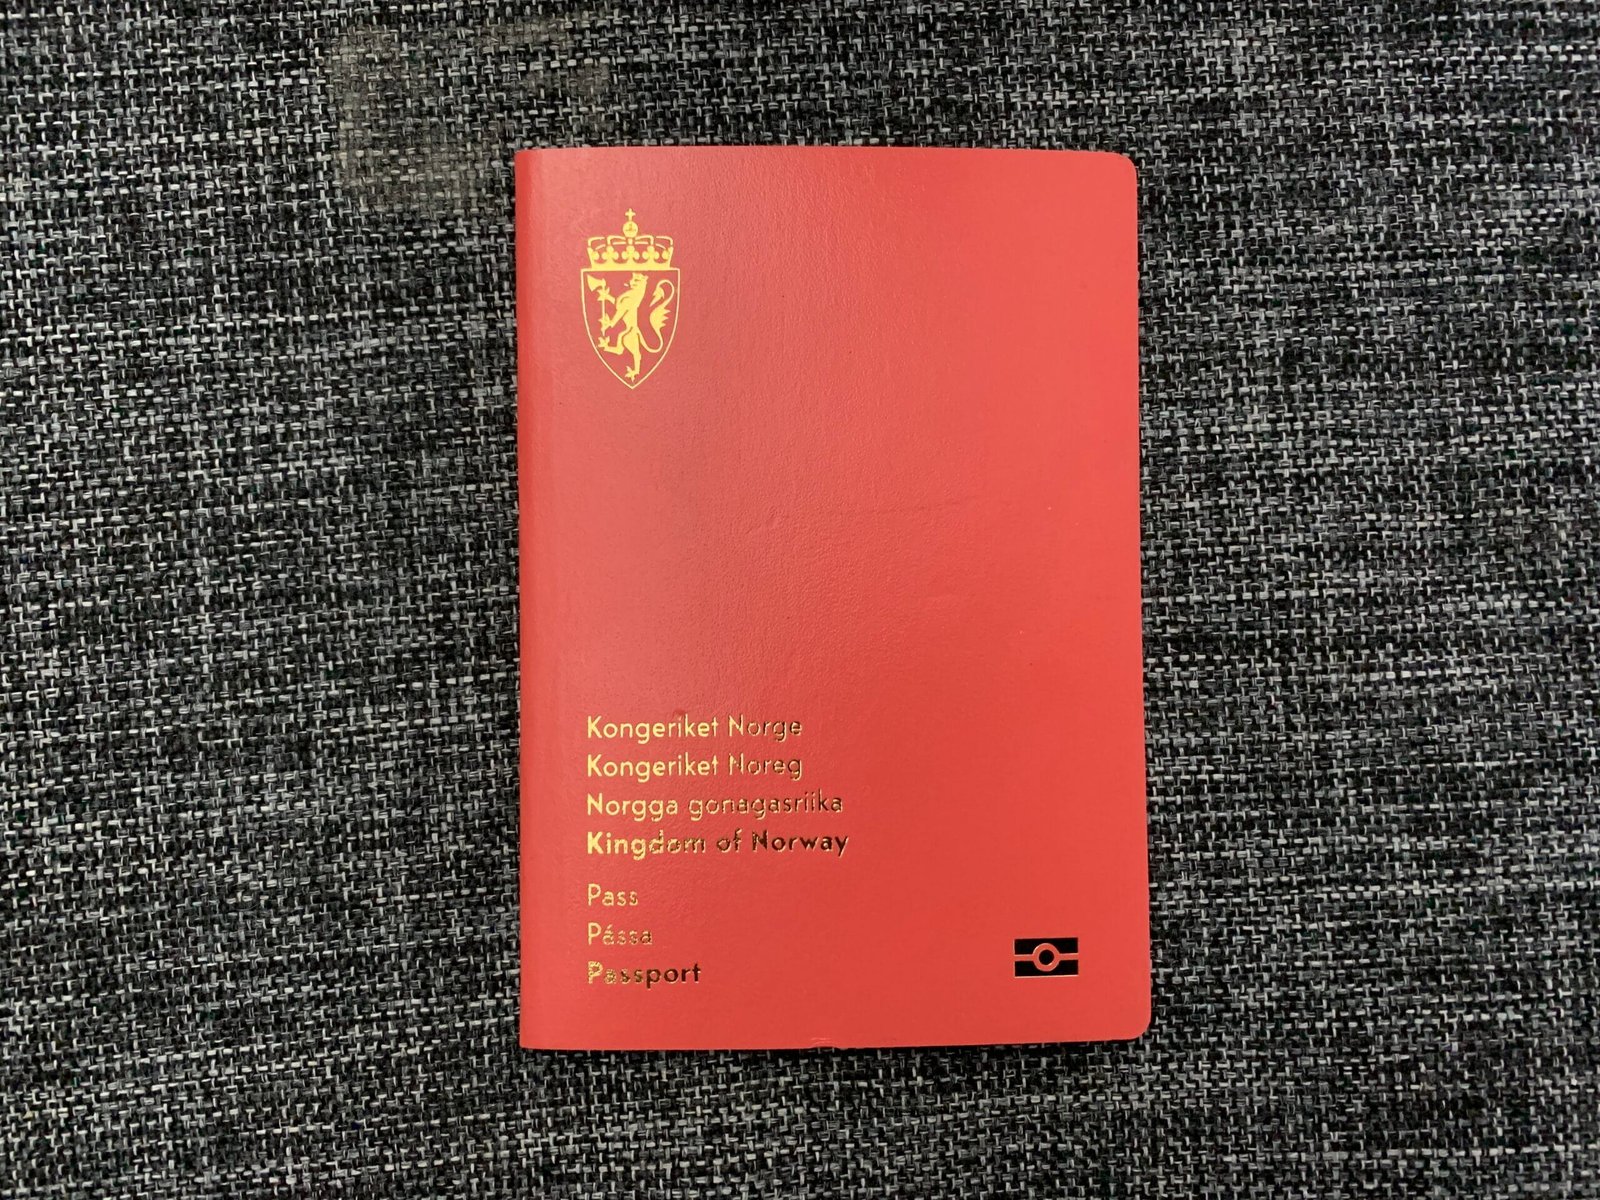 Kongeriket Norge
Kongeriket Noreg
Norgga gonagasriika
Kingdom of Norway
Pass
Pássa
Passport